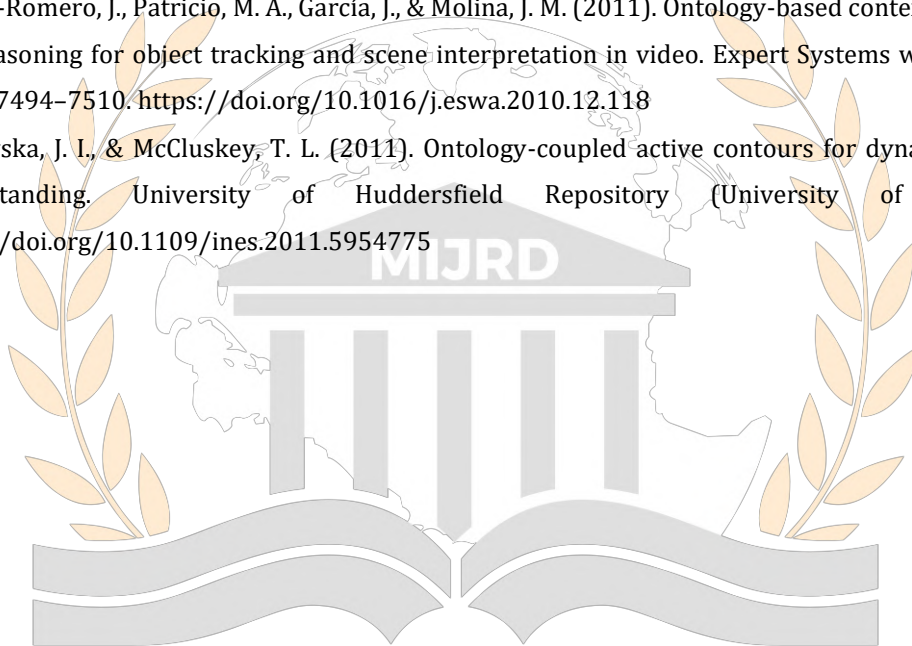 -Romero, J., Patricio, M. A., García, J., & Molina, J. M. (2011). Ontology-based conte
asoning for object tracking and scene interpretation in video. Expert Systems w
7494–7510. https://doi.org/10.1016/j.eswa.2010.12.118
ska, J. I., & McCluskey, T. L. (2011). Ontology-coupled active contours for dyna
tanding. University of Huddersfield Repository (University of
/doi.org/10.1109/ines.2011.5954775
MIJRD